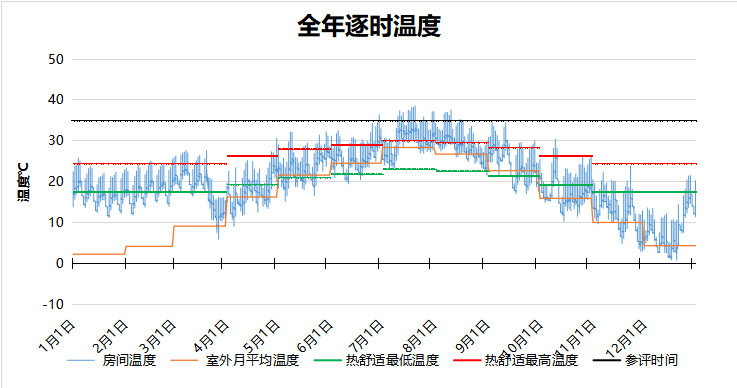 全年逐时温度
温度℃
50
40
30
20
10
0
-10
1月1日
2月1日
3月1日
4月1日
5月1日
6月1日
7月1日
8月1日
9月1日
10月1日
11月1日
12月1日
房间温度
室外月平均温度
热舒适最低温度
热舒适最高温度
参评时间